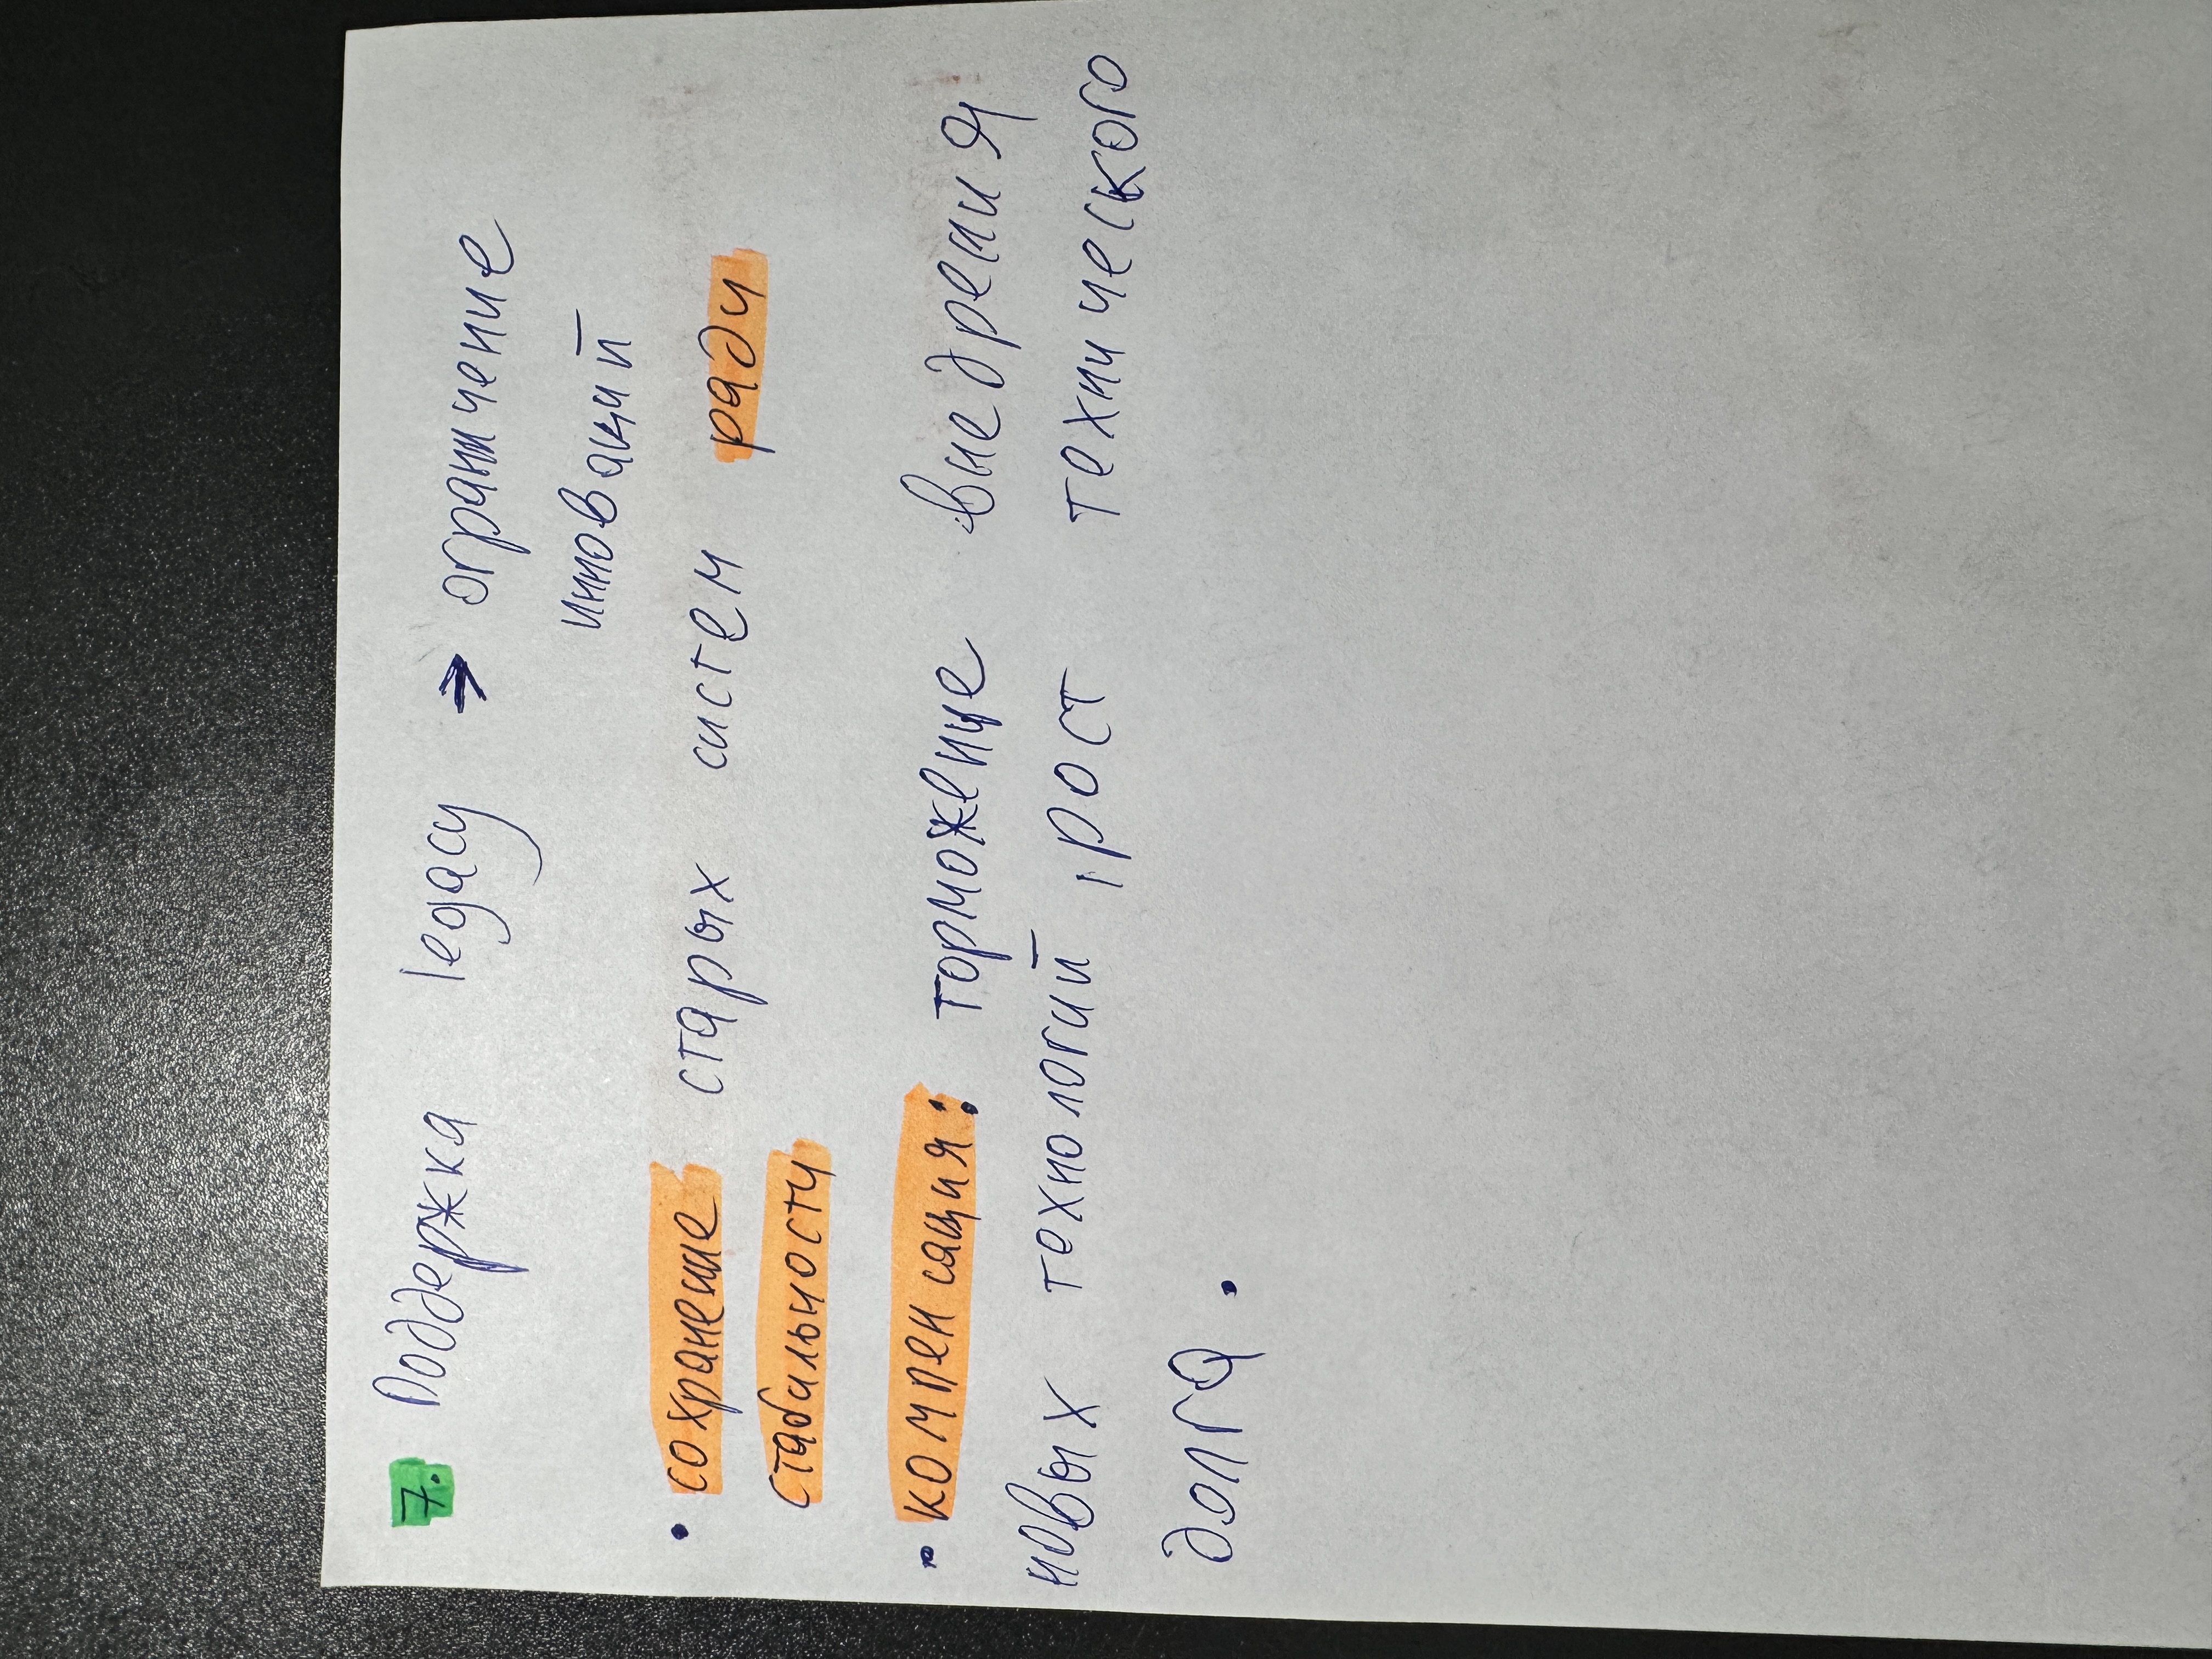 7. Поддержка legacy → ограничение
инноваций
• сохранение старых систем ради
стабильности
• компенсация: торможение внедрения
новых технологий, рост технического
долга.